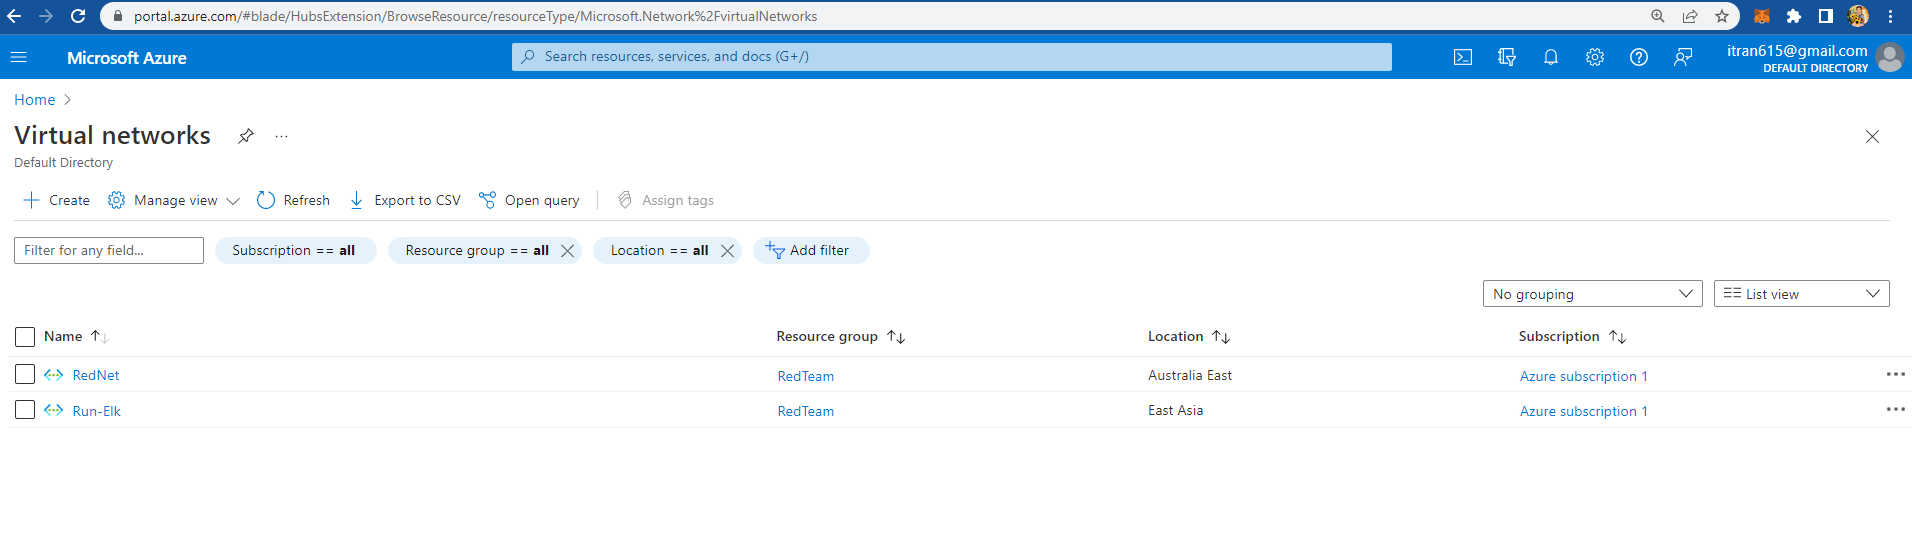 portal.azure.com/#blade/HubsExtension/BrowseResource/resourceType/Microsoft.Network%2FvirtualNetworks
Microsoft Azure
Search resources, services, and docs (G+/)
itran615@gmail.com
DEFAULT DIRECTORY
Home
Virtual networks
Default Directory
Create Manage view Refresh Export to CSV Open query Assign tags
Filter for any field... Subscription == all Resource group == all Location == all Add filter
No grouping List view
Name Resource group Location Subscription
RedNet RedTeam Australia East Azure subscription 1
Run-Elk RedTeam East Asia Azure subscription 1